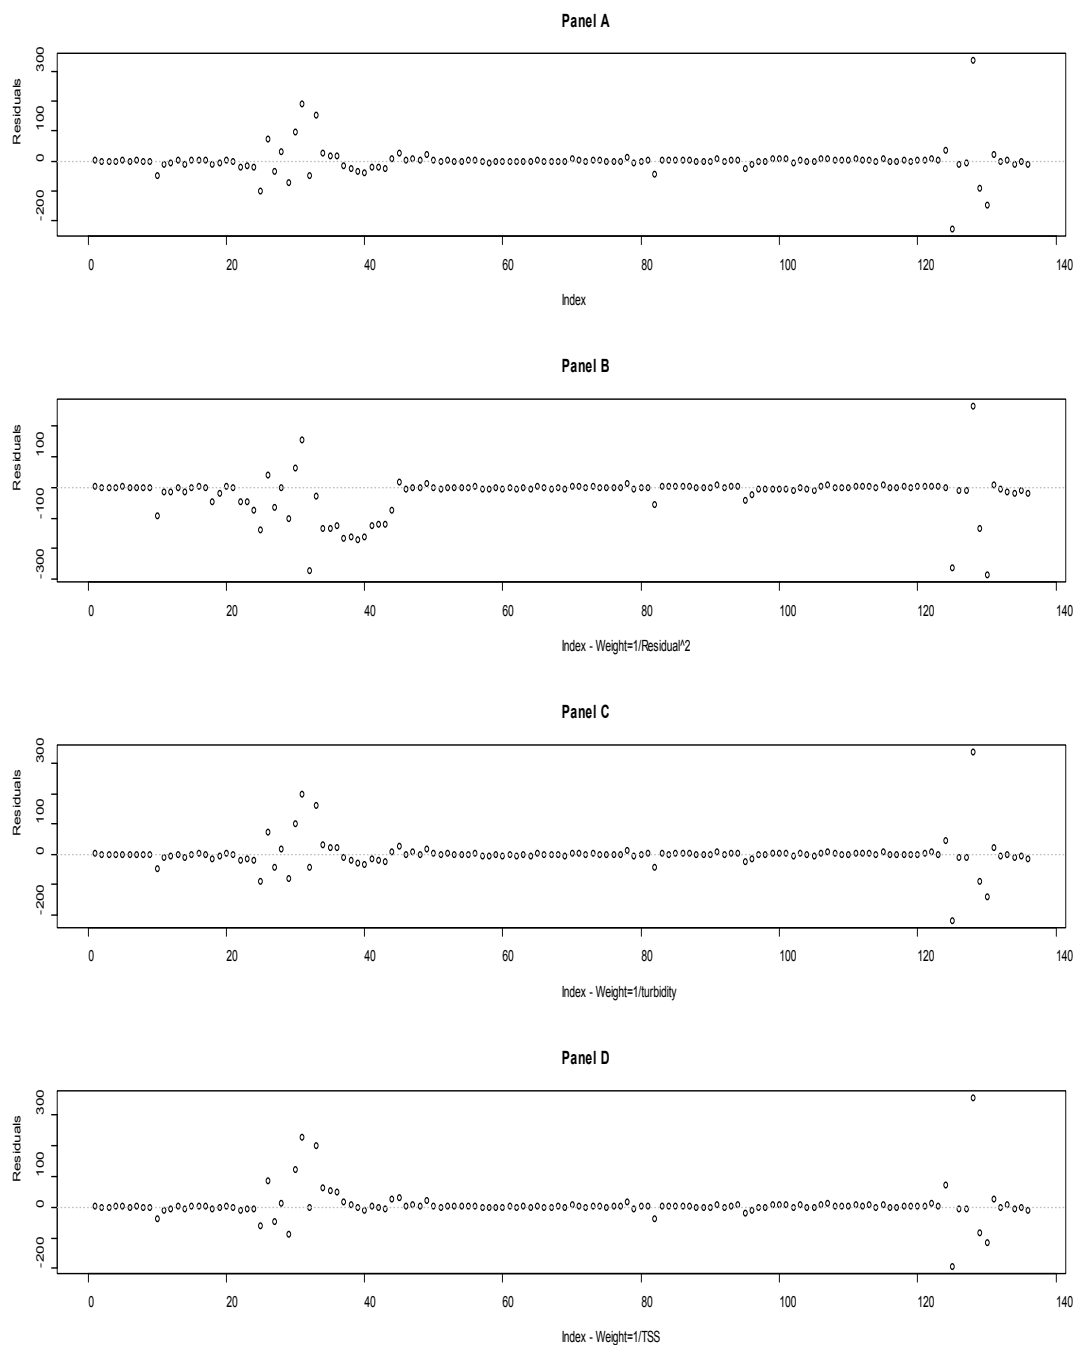 Panel A
Residuals
300
100
0
-200
0 20 40 60 80 100 120 140
Index
Panel B
Residuals
100
-100
-300
0 20 40 60 80 100 120 140
Index - Weight=1/Residual^2
Panel C
Residuals
300
100
0
-200
0 20 40 60 80 100 120 140
Index - Weight=1/turbidity
Panel D
Residuals
300
100
0
-200
0 20 40 60 80 100 120 140
Index - Weight=1/TSS